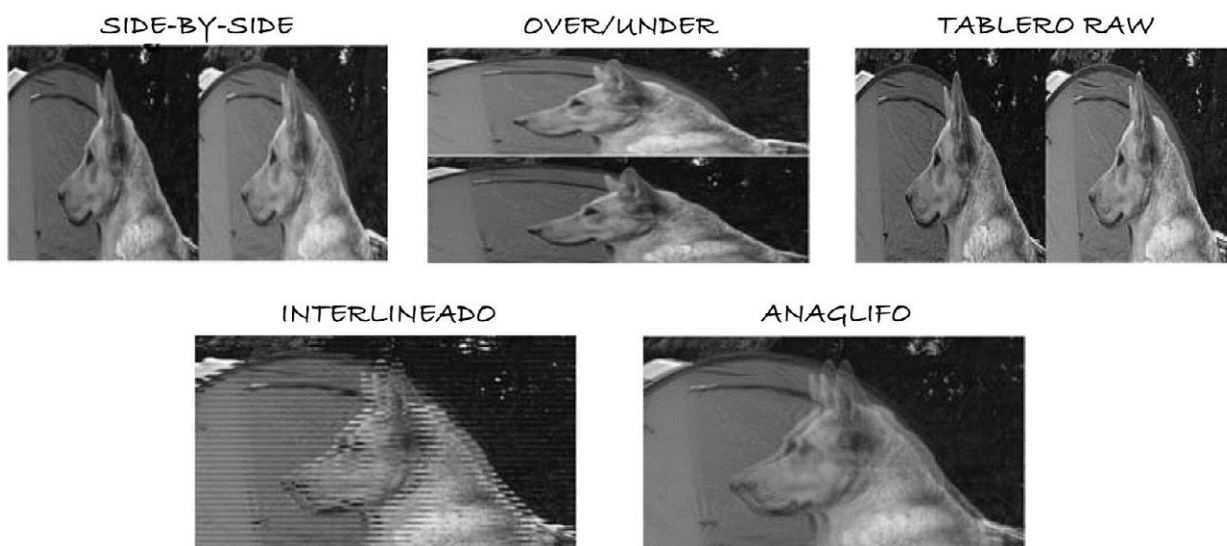 SIDE-BY-SIDE
OVER/UNDER
TABLERO RAW
INTERLINEADO
ANAGLIFO